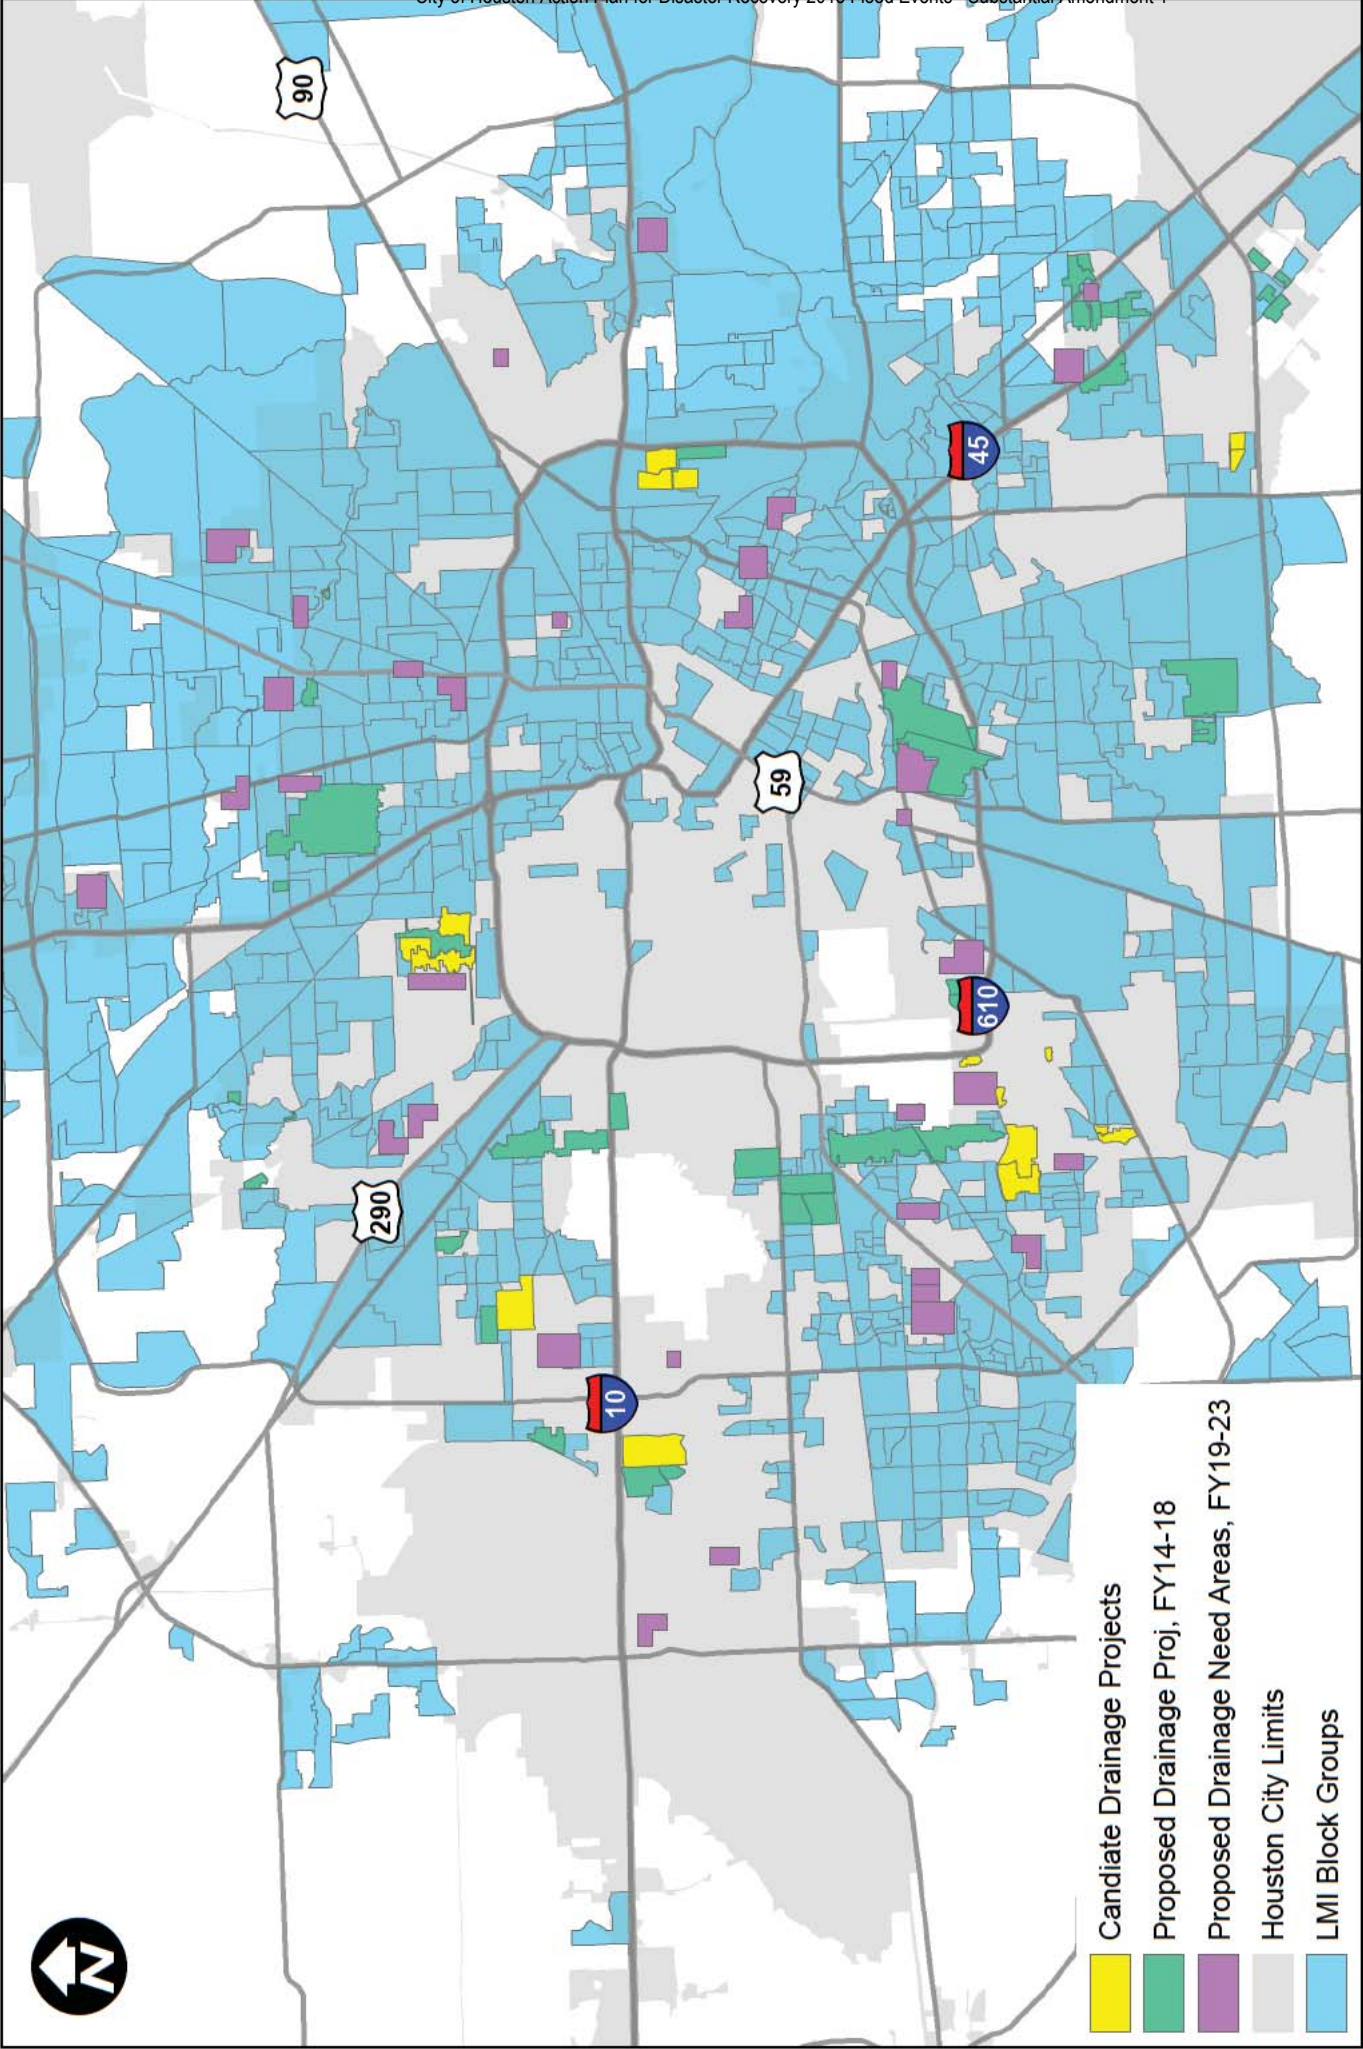 90
45
59
610
290
10
N
Candiate Drainage Projects
Proposed Drainage Proj, FY14-18
Proposed Drainage Need Areas, FY19-23
Houston City Limits
LMI Block Groups